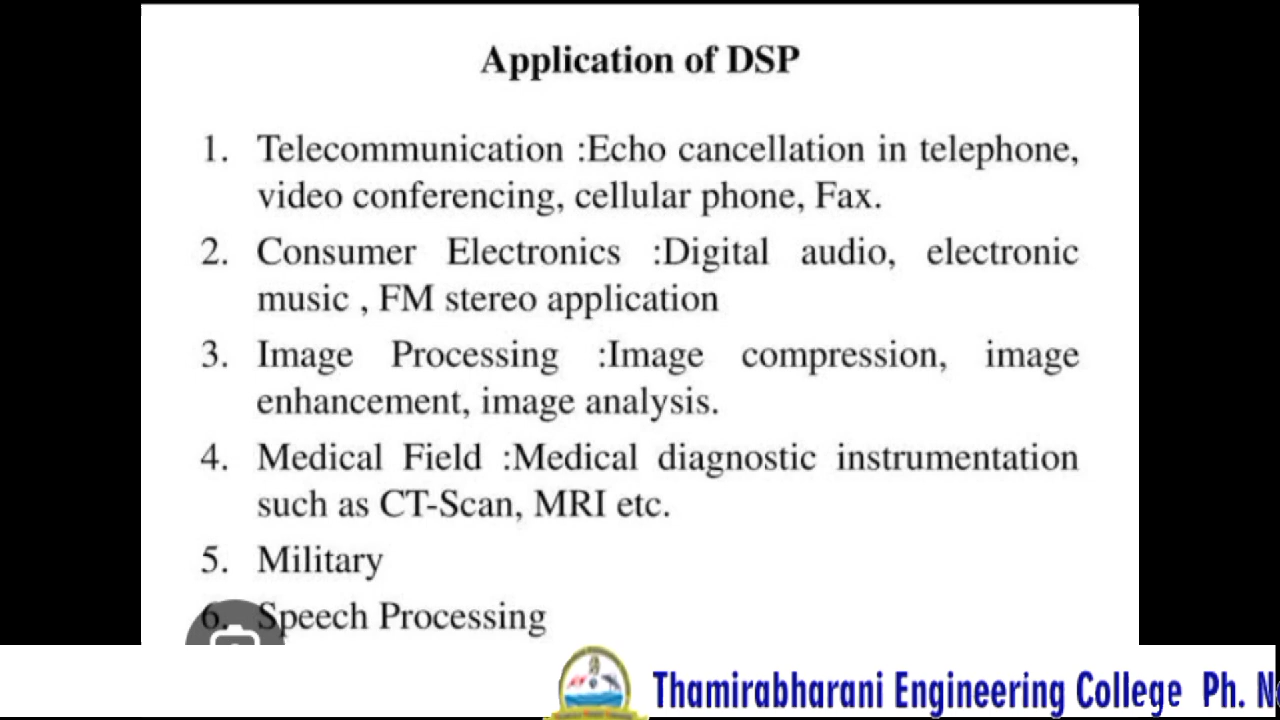 Application of DSP
1. Telecommunication :Echo cancellation in telephone,
video conferencing, cellular phone, Fax.
2. Consumer Electronics :Digital audio, electronic
music , FM stereo application
3. Image Processing :Image compression, image
enhancement, image analysis.
4. Medical Field :Medical diagnostic instrumentation
such as CT-Scan, MRI etc.
5. Military
6. Speech Processing
Thamirabharani Engineering College Ph.